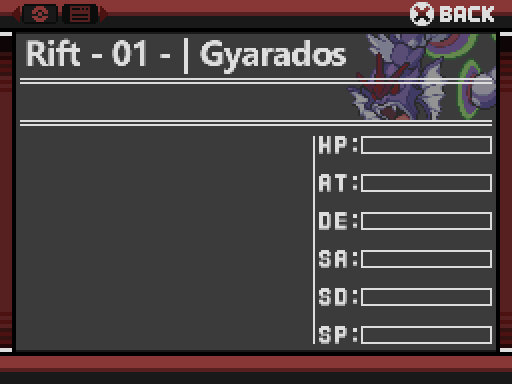 BACK
Rift - 01 - | Gyarados
HP:
AT:
DE:
SA:
SD:
SP: